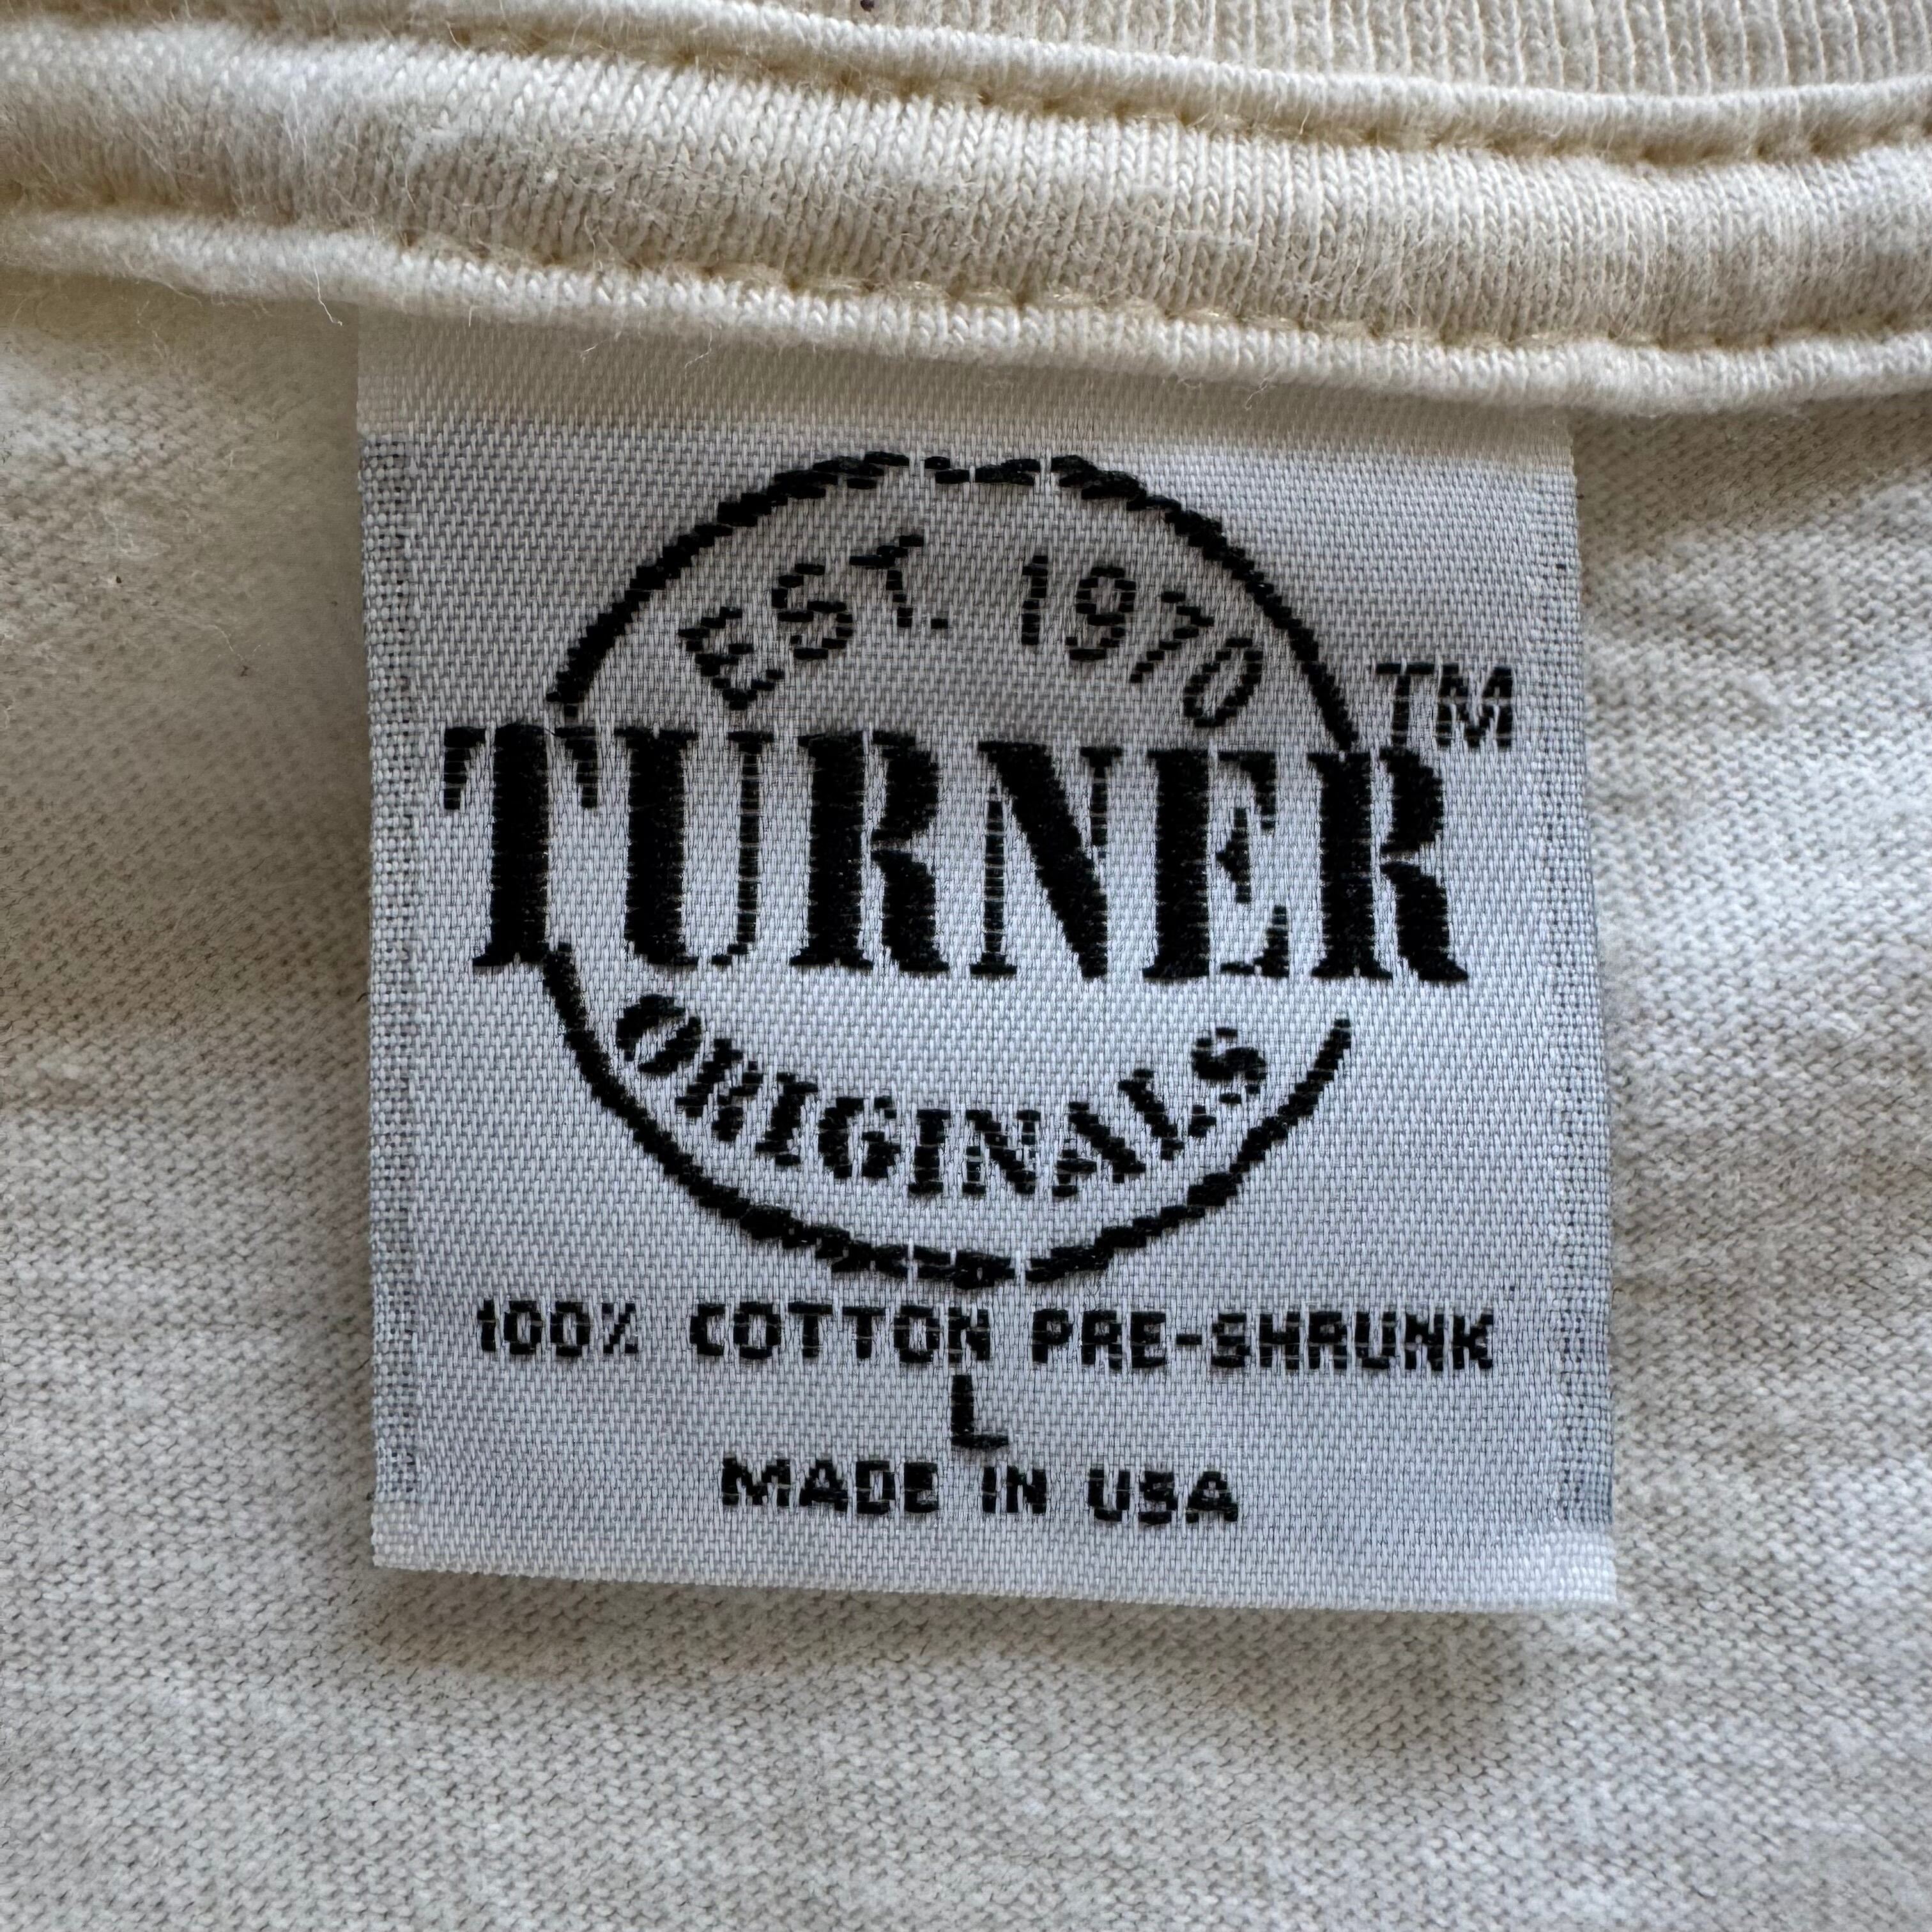 EST. 1970
TURNER™
ORIGINALS
100% COTTON PRE-SHRUNK
L
MADE IN USA